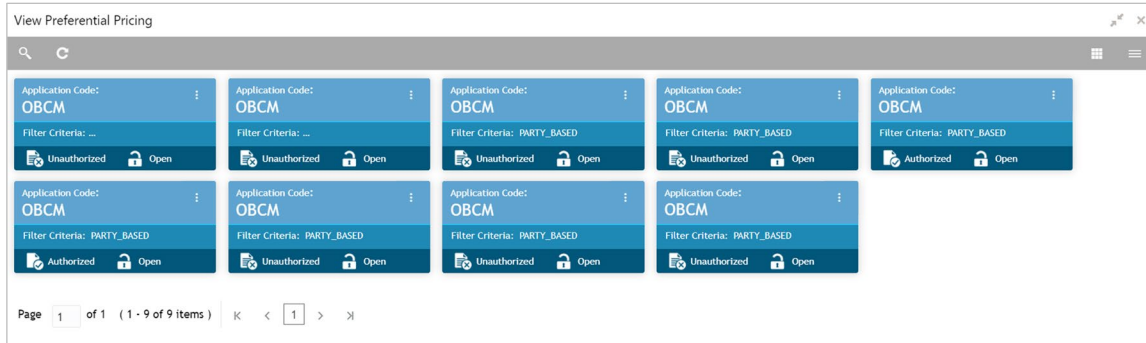 View Preferential Pricing
Application Code: Application Code: Application Code: Application Code: Application Code:
OBCM OBCM OBCM OBCM OBCM
Filter Criteria: ... Filter Criteria: ... Filter Criteria: PARTY_BASED Filter Criteria: PARTY_BASED Filter Criteria: PARTY_BASED
Unauthorized Open Unauthorized Open Unauthorized Open Unauthorized Open Authorized Open
Application Code: Application Code: Application Code: Application Code:
OBCM OBCM OBCM OBCM
Filter Criteria: PARTY_BASED Filter Criteria: PARTY_BASED Filter Criteria: PARTY_BASED Filter Criteria: PARTY_BASED
Authorized Open Unauthorized Open Unauthorized Open Unauthorized Open
Page 1 of 1 ( 1 - 9 of 9 items ) 1